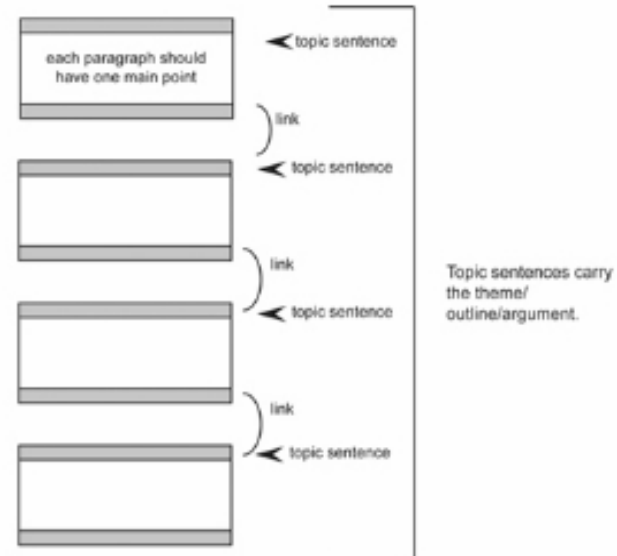 topic sentence
each paragraph should
have one main point
link
topic sentence
link
topic sentence
link
topic sentence
Topic sentences carry
the theme/
outline/argument.